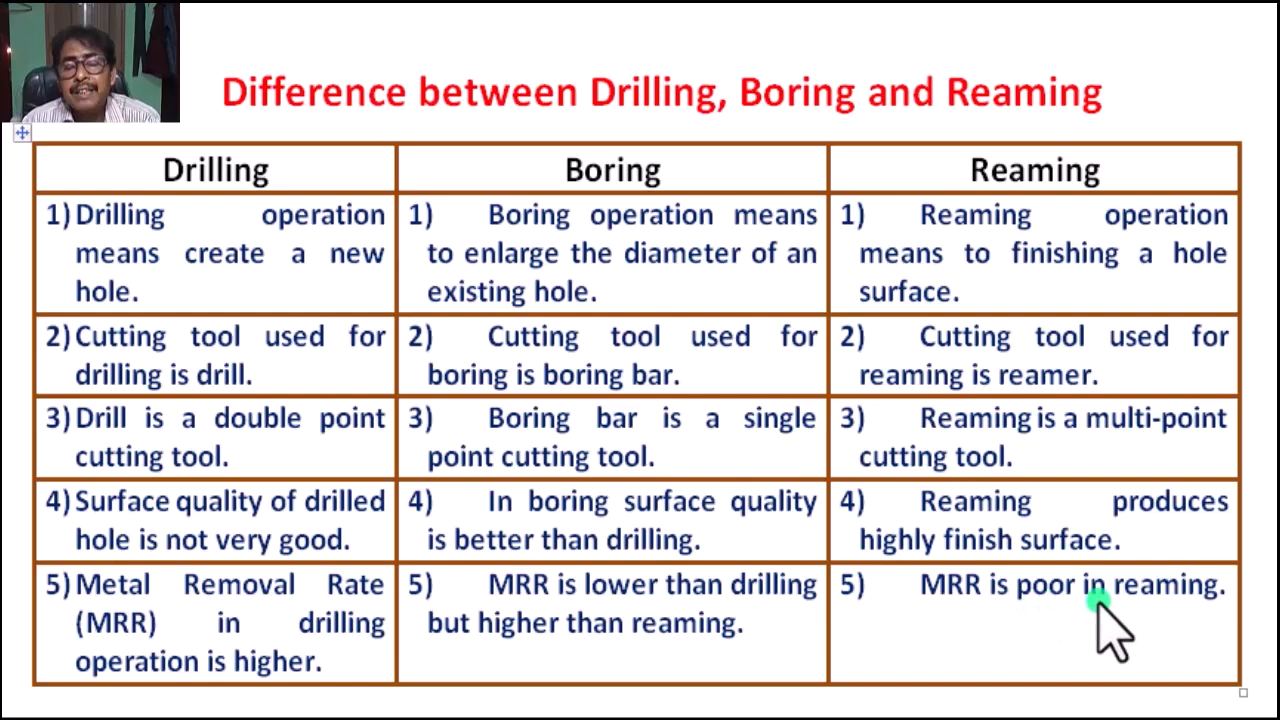 Difference between Drilling, Boring and Reaming
Drilling
Boring
Reaming
1) Drilling operation
means create a new
hole.
1) Boring operation means
to enlarge the diameter of an
existing hole.
1) Reaming operation
means to finishing a hole
surface.
2) Cutting tool used for
drilling is drill.
2) Cutting tool used for
boring is boring bar.
2) Cutting tool used for
reaming is reamer.
3) Drill is a double point
cutting tool.
3) Boring bar is a single
point cutting tool.
3) Reaming is a multi-point
cutting tool.
4) Surface quality of drilled
hole is not very good.
4) In boring surface quality
is better than drilling.
4) Reaming produces
highly finish surface.
5) Metal Removal Rate
(MRR) in drilling
operation is higher.
5) MRR is lower than drilling
but higher than reaming.
5) MRR is poor in reaming.